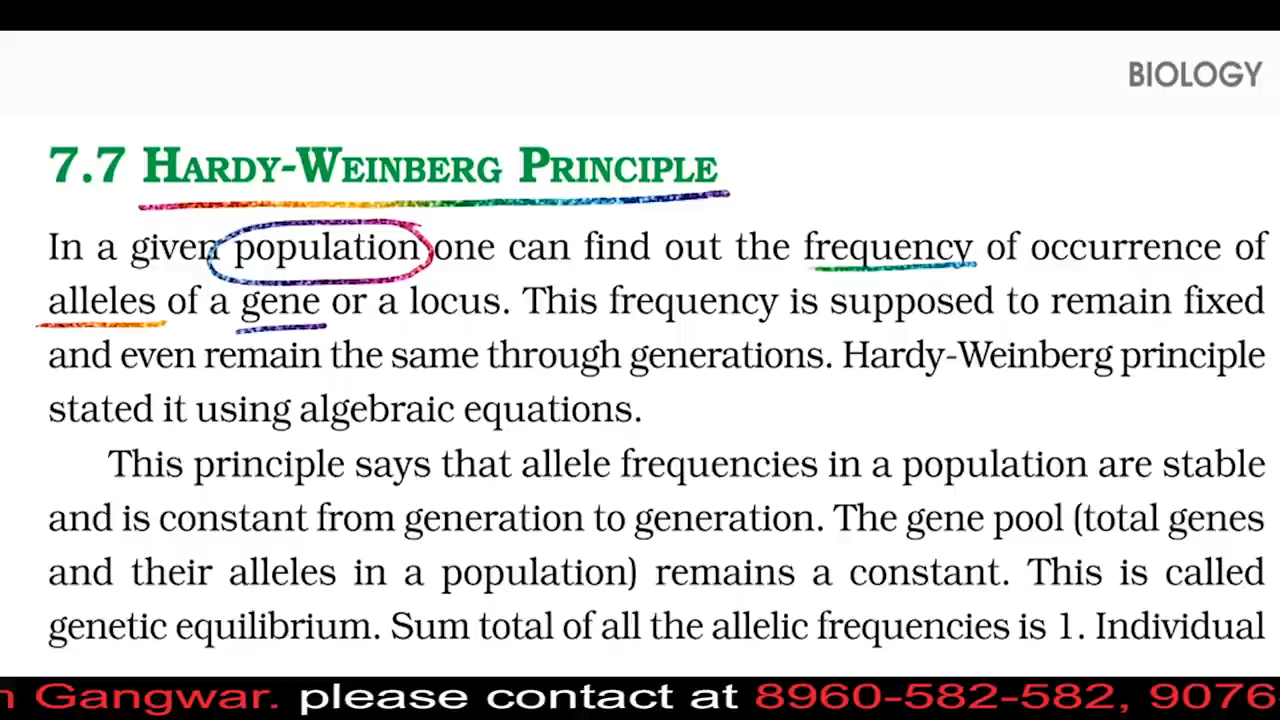 BIOLOGY
7.7 HARDY-WEINBERG PRINCIPLE
In a given population one can find out the frequency of occurrence of
alleles of a gene or a locus. This frequency is supposed to remain fixed
and even remain the same through generations. Hardy-Weinberg principle
stated it using algebraic equations.
This principle says that allele frequencies in a population are stable
and is constant from generation to generation. The gene pool (total genes
and their alleles in a population) remains a constant. This is called
genetic equilibrium. Sum total of all the allelic frequencies is 1. Individual
Gangwar. please contact at 8960-582-582, 9076